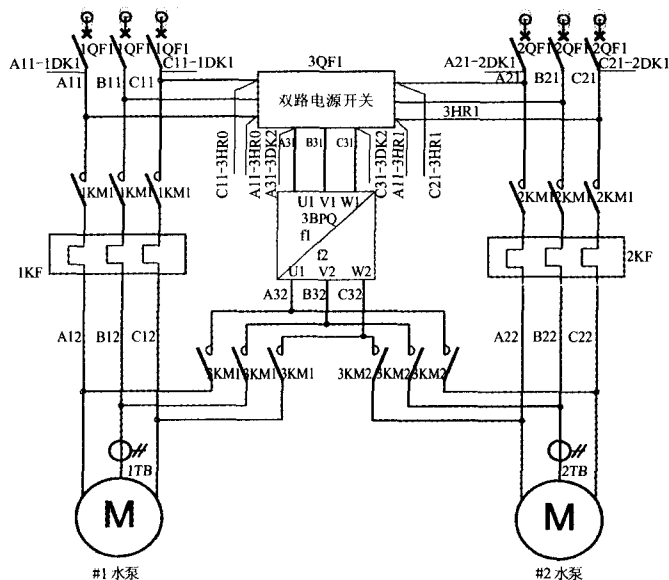 1QF1 1QF1 1QF1
3QF1
2QF1 2QF1 2QF1
A11-1DK1
C11-1DK1
A21-2DK1
C21-2DK1
A11 B11 C11
A21 B21 C21
双路电源开关
3HR1
C11-3HR0
A11-3HR0
A31-3DK2
A31 B31 C31
C31-3DK2
A11-3HR1
C21-3HR1
1KM1 1KM1 1KM1
2KM1 2KM1 2KM1
U1 V1 W1
3BPQ
f1
f2
U1 V2 W2
1KF
2KF
A32 B32 C32
A12 B12 C12
A22 B22 C22
3KM1 3KM1 3KM1
3KM2 3KM2 3KM2
1TB
2TB
M
M
#1 水泵
#2 水泵